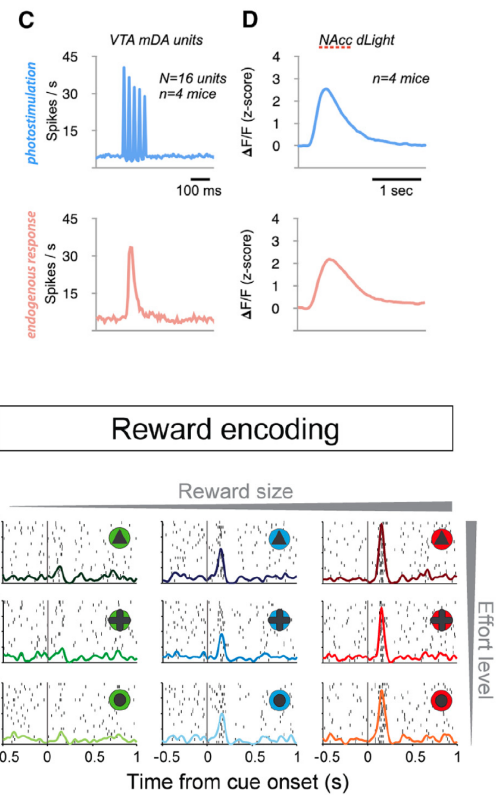 C
VTA mDA units
photostimulation
Spikes / s
45
30
15
N=16 units
n=4 mice
100 ms
D
NAcc dLight
ΔF/F (z-score)
4
3
2
1
0
n=4 mice
1 sec
endogenous response
Spikes / s
45
30
15
ΔF/F (z-score)
4
3
2
1
0
Reward encoding
Reward size
Effort level
0.5 0 0.5 1
-0.5 0 0.5 1
-0.5 0 0.5 1
Time from cue onset (s)